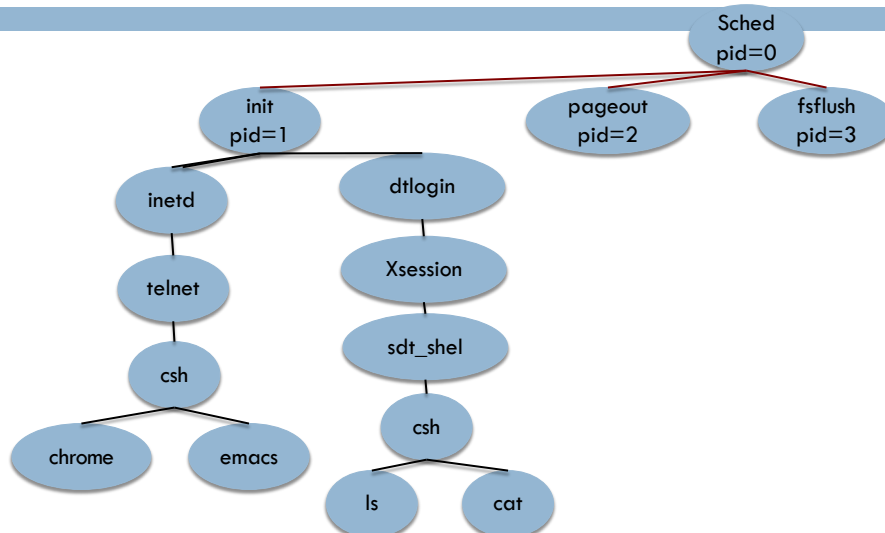 Sched
pid=0
init
pid=1
pageout
pid=2
fsflush
pid=3
inetd
dtlogin
telnet
Xsession
csh
sdt_shel
chrome
emacs
csh
ls
cat